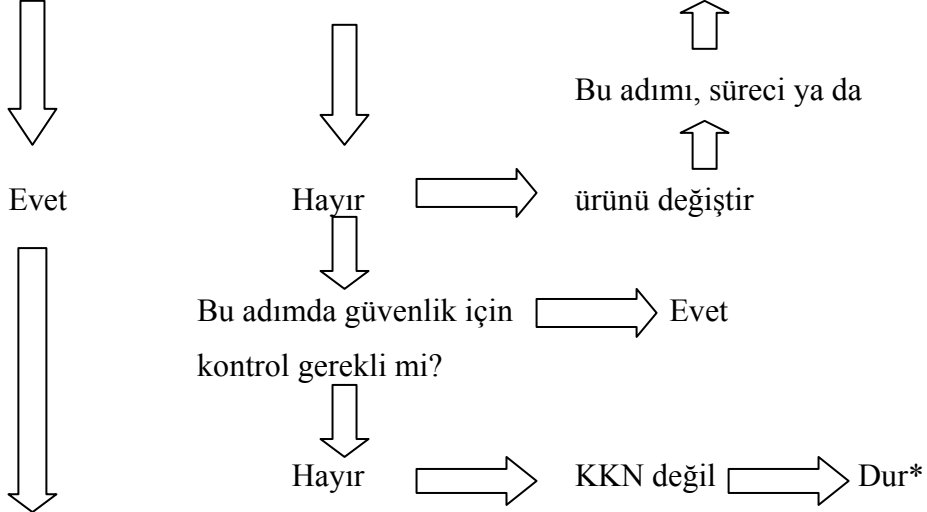 Bu adımı, süreci ya da
Evet
Hayır
ürünü değiştir
Bu adımda güvenlik için
Evet
kontrol gerekli mi?
Hayır
KKN değil
Dur*